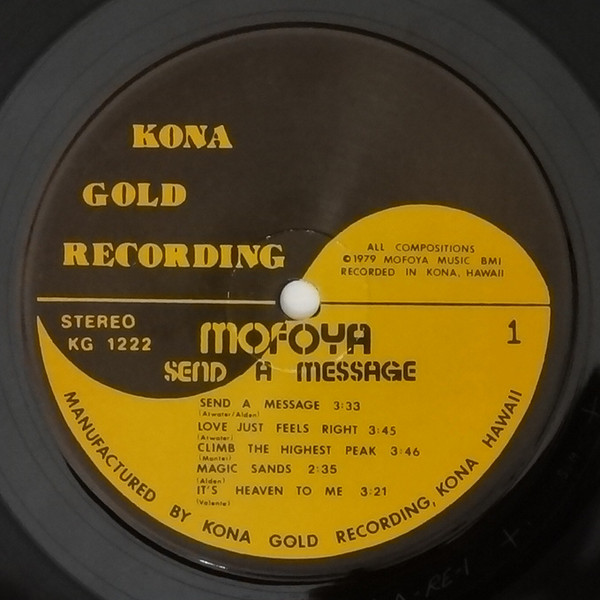 KONA
GOLD
RECORDING
ALL COMPOSITIONS
©1979 MOFOYA MUSIC BMI
RECORDED IN KONA, HAWAII
STEREO
KG 1222
MOFOYA
1
SEND A MESSAGE
SEND A MESSAGE 3:33
(Atwater/Alden)
LOVE JUST FEELS RIGHT 3:45
(Atwater)
CLIMB THE HIGHEST PEAK 3:46
(Mantei)
MAGIC SANDS 2:35
(Alden)
IT'S HEAVEN TO ME 3:21
(Valente)
MANUFACTURED BY KONA GOLD RECORDING, KONA HAWAII